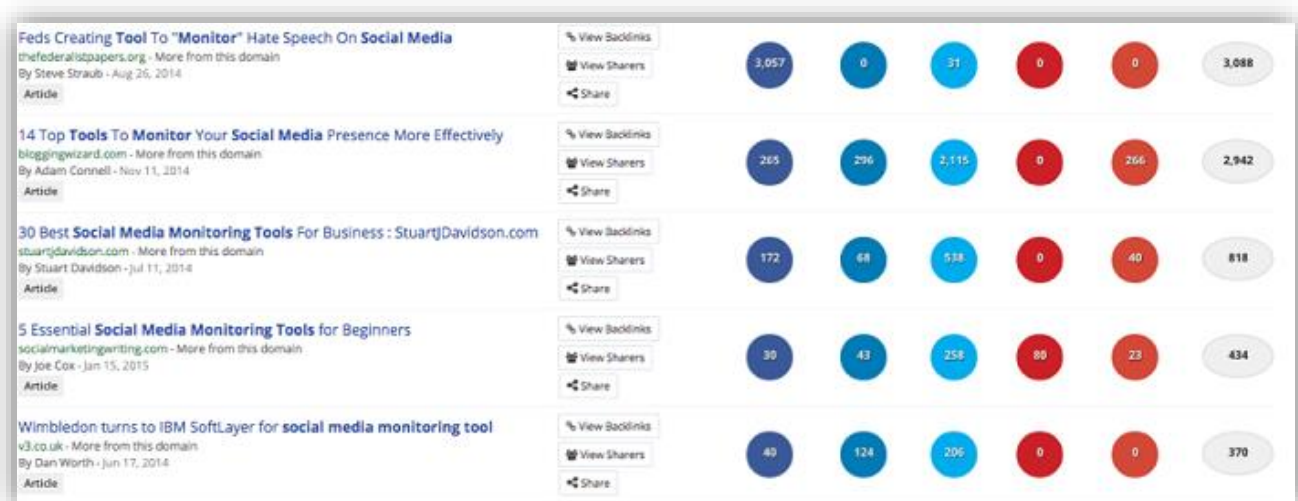 Feds Creating Tool To "Monitor" Hate Speech On Social Media
thefederalistpapers.org - More from this domain
By Steve Straub - Aug 26, 2014
Article
View Backlinks
View Sharers
Share
3,057 0 31 0 0 3,088
14 Top Tools To Monitor Your Social Media Presence More Effectively
bloggingwizard.com - More from this domain
By Adam Connell - Nov 11, 2014
Article
View Backlinks
View Sharers
Share
265 296 2,115 0 266 2,942
30 Best Social Media Monitoring Tools For Business : StuartJDavidson.com
stuartjdavidson.com - More from this domain
By Stuart Davidson - Jul 11, 2014
Article
View Backlinks
View Sharers
Share
172 68 538 0 40 818
5 Essential Social Media Monitoring Tools for Beginners
socialmarketingwriting.com - More from this domain
By Joe Cox - Jan 15, 2015
Article
View Backlinks
View Sharers
Share
30 43 258 80 23 434
Wimbledon turns to IBM SoftLayer for social media monitoring tool
v3.co.uk - More from this domain
By Dan Worth - Jun 17, 2014
Article
View Backlinks
View Sharers
Share
40 124 206 0 0 370